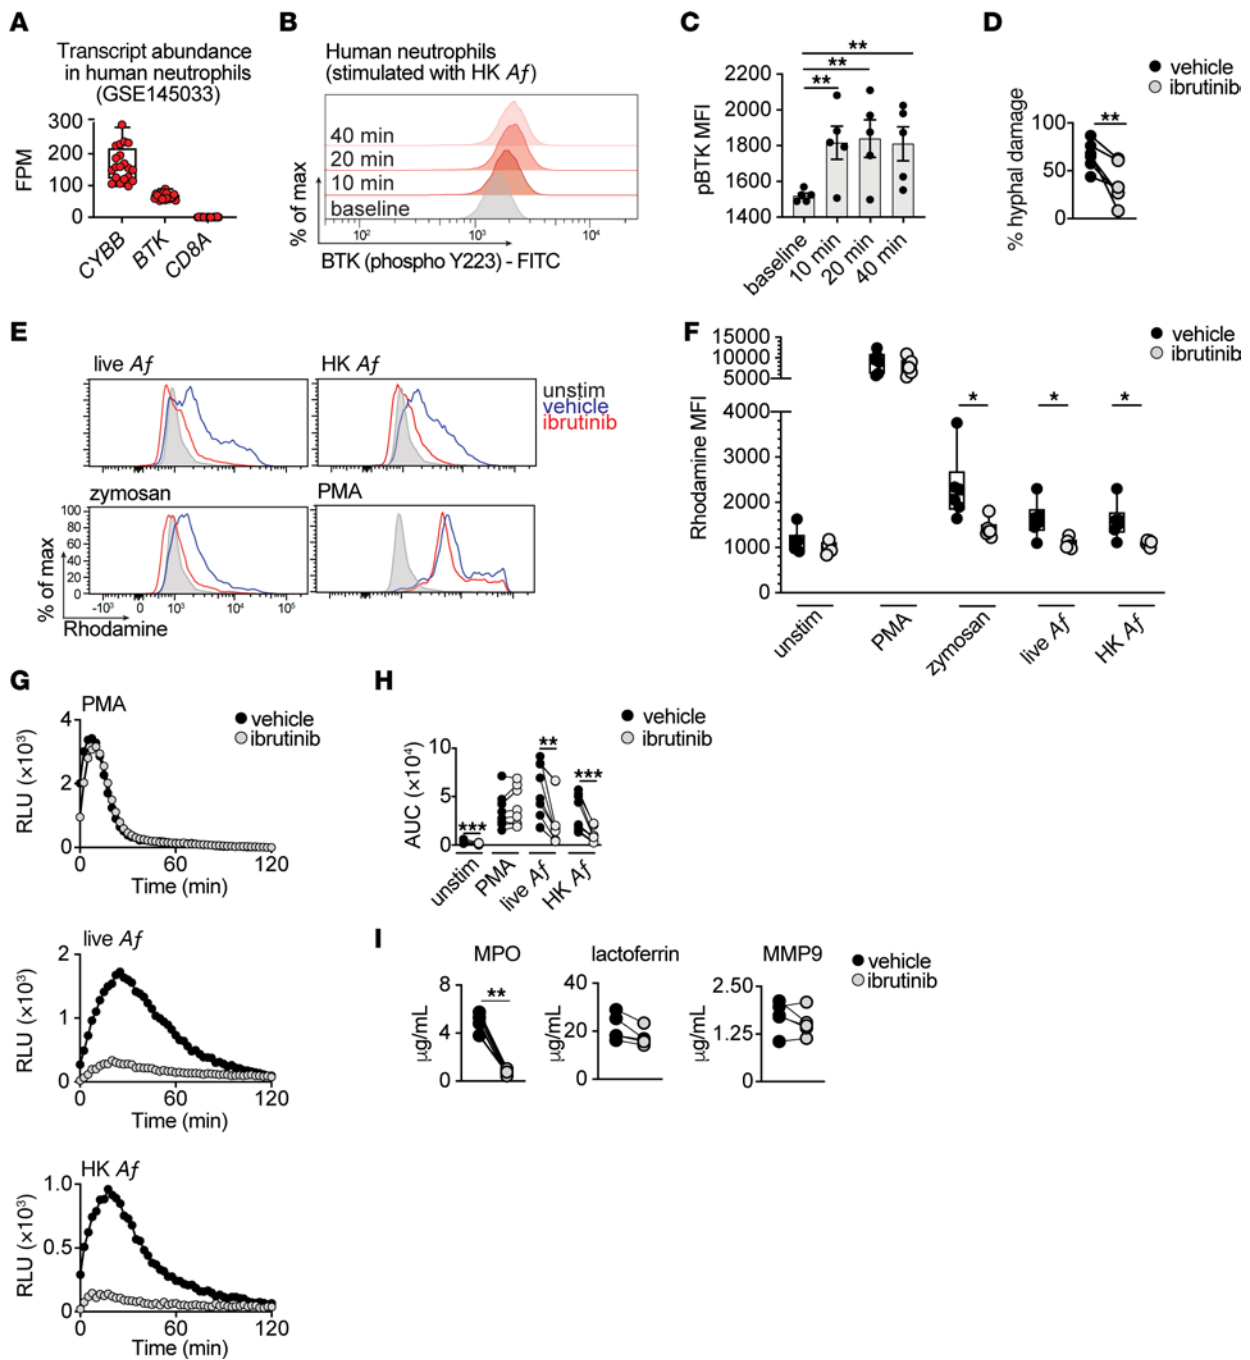 A
Transcript abundance
in human neutrophils
(GSE145033)
300
200
100
0
FPM
CYBB
BTK
CD8A
B
Human neutrophils
(stimulated with HK Af)
40 min
20 min
10 min
baseline
% of max
10²
10³
10⁴
BTK (phospho Y223) - FITC
C
**
**
**
2200
2000
1800
1600
1400
pBTK MFI
baseline
10 min
20 min
40 min
D
vehicle
ibrutinib
**
100
50
0
% hyphal damage
E
live Af
HK Af
unstim
vehicle
ibrutinib
zymosan
PMA
100
80
60
40
20
0
% of max
-10³
0
10³
10⁴
10⁵
Rhodamine
F
vehicle
ibrutinib
15000
10000
5000
4000
3000
2000
1000
0
Rhodamine MFI
*
*
*
unstim
PMA
zymosan
live Af
HK Af
G
PMA
vehicle
ibrutinib
4
2
0
RLU (×10³)
0
60
120
Time (min)
live Af
2
1
0
RLU (×10³)
0
60
120
Time (min)
HK Af
1.0
0.5
0
RLU (×10³)
0
60
120
Time (min)
H
vehicle
ibrutinib
10
5
0
AUC (×10⁴)
***
**
***
unstim
PMA
live Af
HK Af
I
MPO
lactoferrin
MMP9
vehicle
ibrutinib
8
4
0
µg/mL
**
40
20
0
µg/mL
2.50
1.25
0
µg/mL